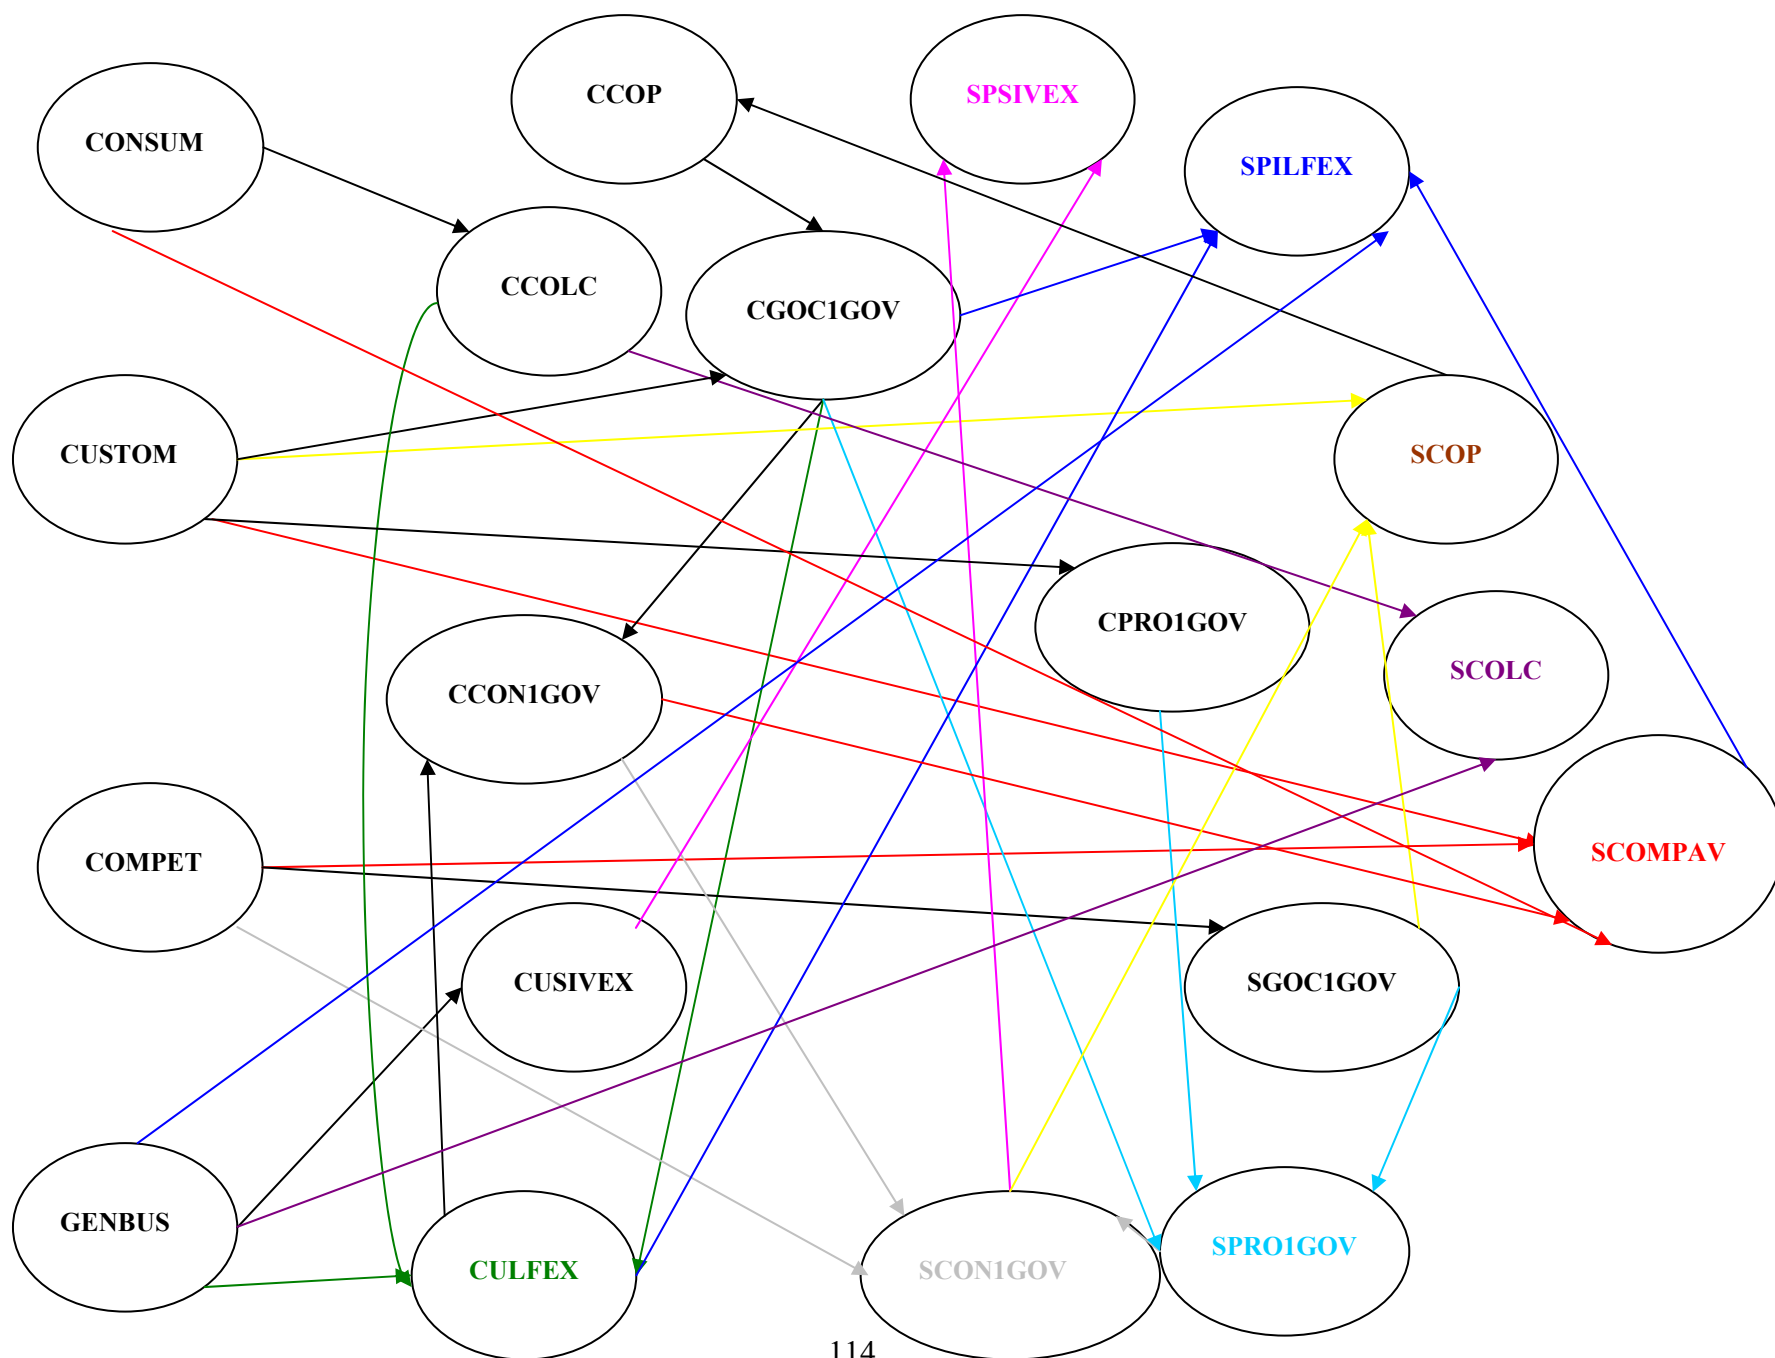 CCOP
SPSIVEX
CONSUM
SPILFEX
CCOLC
CGOC1GOV
CUSTOM
SCOP
CPRO1GOV
SCOLC
CCON1GOV
SCOMPAV
COMPET
CUSIVEX
SGOC1GOV
GENBUS
SPRO1GOV
CULFEX
SCON1GOV
114